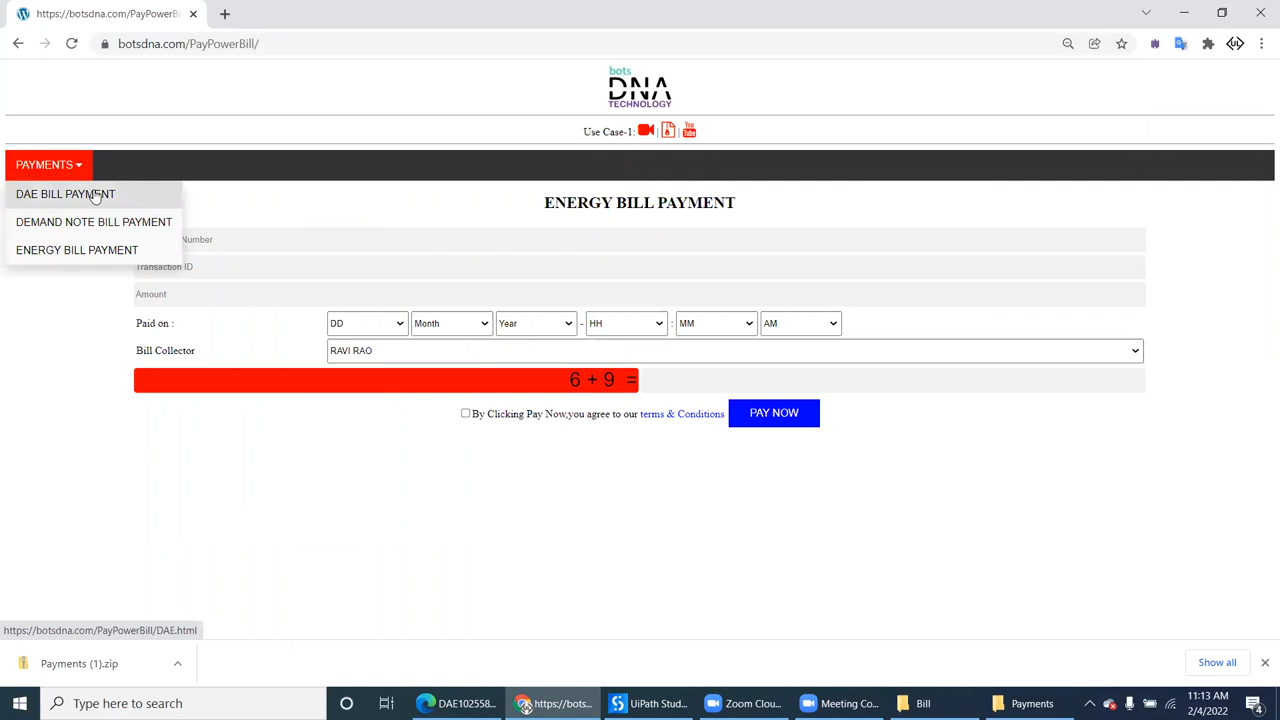 https://botsdna.com/PayPowerBi
botsdna.com/PayPowerBill/
bots
DNA
TECHNOLOGY
Use Case-1: | |
You Tube
PAYMENTS
DAE BILL PAYMENT
DEMAND NOTE BILL PAYMENT
ENERGY BILL PAYMENT
ENERGY BILL PAYMENT
Number
Transaction ID
Amount
Paid on : DD Month Year - HH : MM AM
Bill Collector RAVI RAO
6 + 9 =
By Clicking Pay Now,you agree to our terms & Conditions PAY NOW
https://botsdna.com/PayPowerBill/DAE.html
Payments (1).zip Show all
Type here to search DAE102558... https://bots... UiPath Stud... Zoom Clou... Meeting Co... Bill Payments
11:13 AM
2/4/2022
4